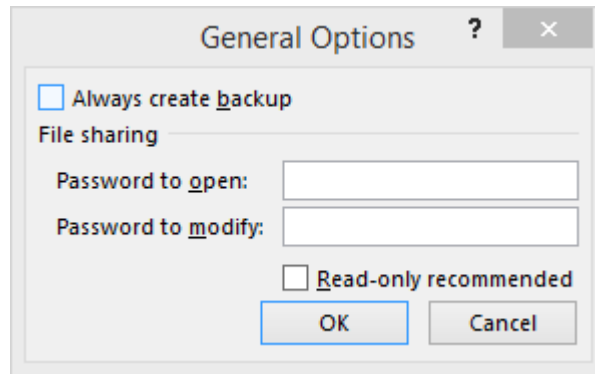 General Options ? ×
Always create backup
File sharing
Password to open:
Password to modify:
Read-only recommended
OK Cancel